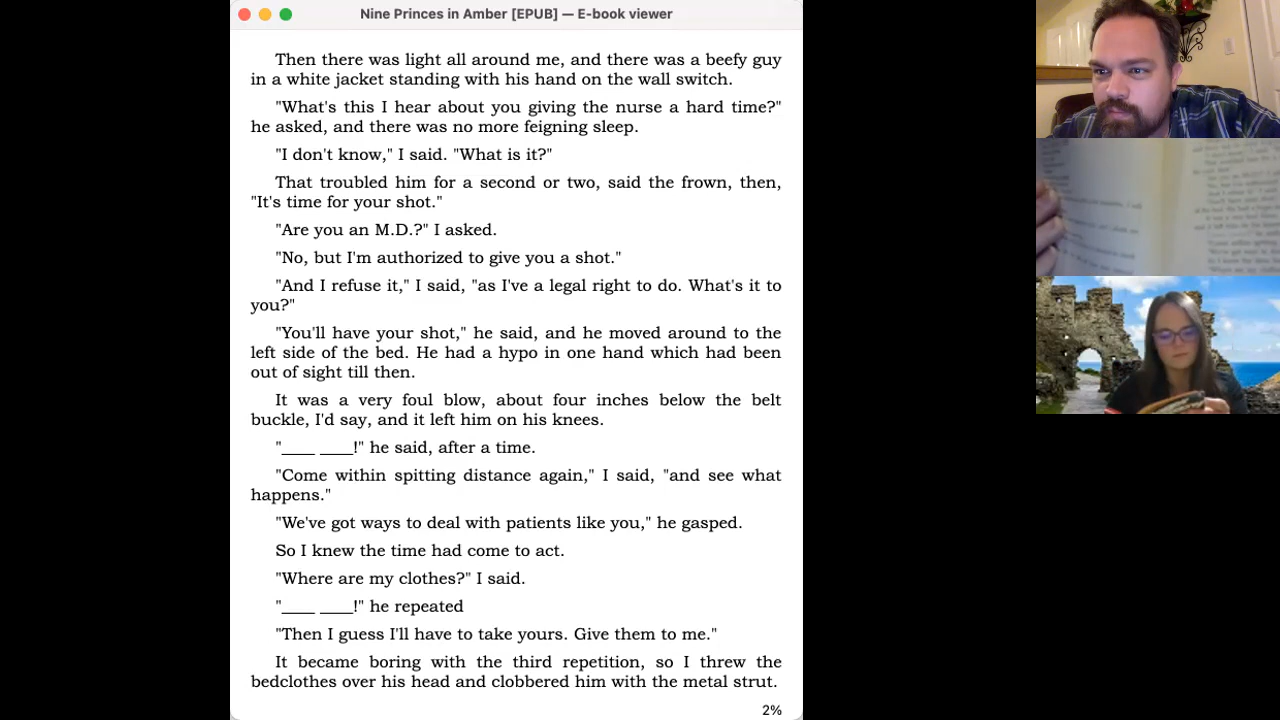 Nine Princes in Amber [EPUB] — E-book viewer
Then there was light all around me, and there was a beefy guy
in a white jacket standing with his hand on the wall switch.
"What's this I hear about you giving the nurse a hard time?"
he asked, and there was no more feigning sleep.
"I don't know," I said. "What is it?"
That troubled him for a second or two, said the frown, then,
"It's time for your shot."
"Are you an M.D.?" I asked.
"No, but I'm authorized to give you a shot."
"And I refuse it," I said, "as I've a legal right to do. What's it to
you?"
"You'll have your shot," he said, and he moved around to the
left side of the bed. He had a hypo in one hand which had been
out of sight till then.
It was a very foul blow, about four inches below the belt
buckle, I'd say, and it left him on his knees.
"____ ____!" he said, after a time.
"Come within spitting distance again," I said, "and see what
happens."
"We've got ways to deal with patients like you," he gasped.
So I knew the time had come to act.
"Where are my clothes?" I said.
"____ ____!" he repeated
"Then I guess I'll have to take yours. Give them to me."
It became boring with the third repetition, so I threw the
bedclothes over his head and clobbered him with the metal strut.
2%